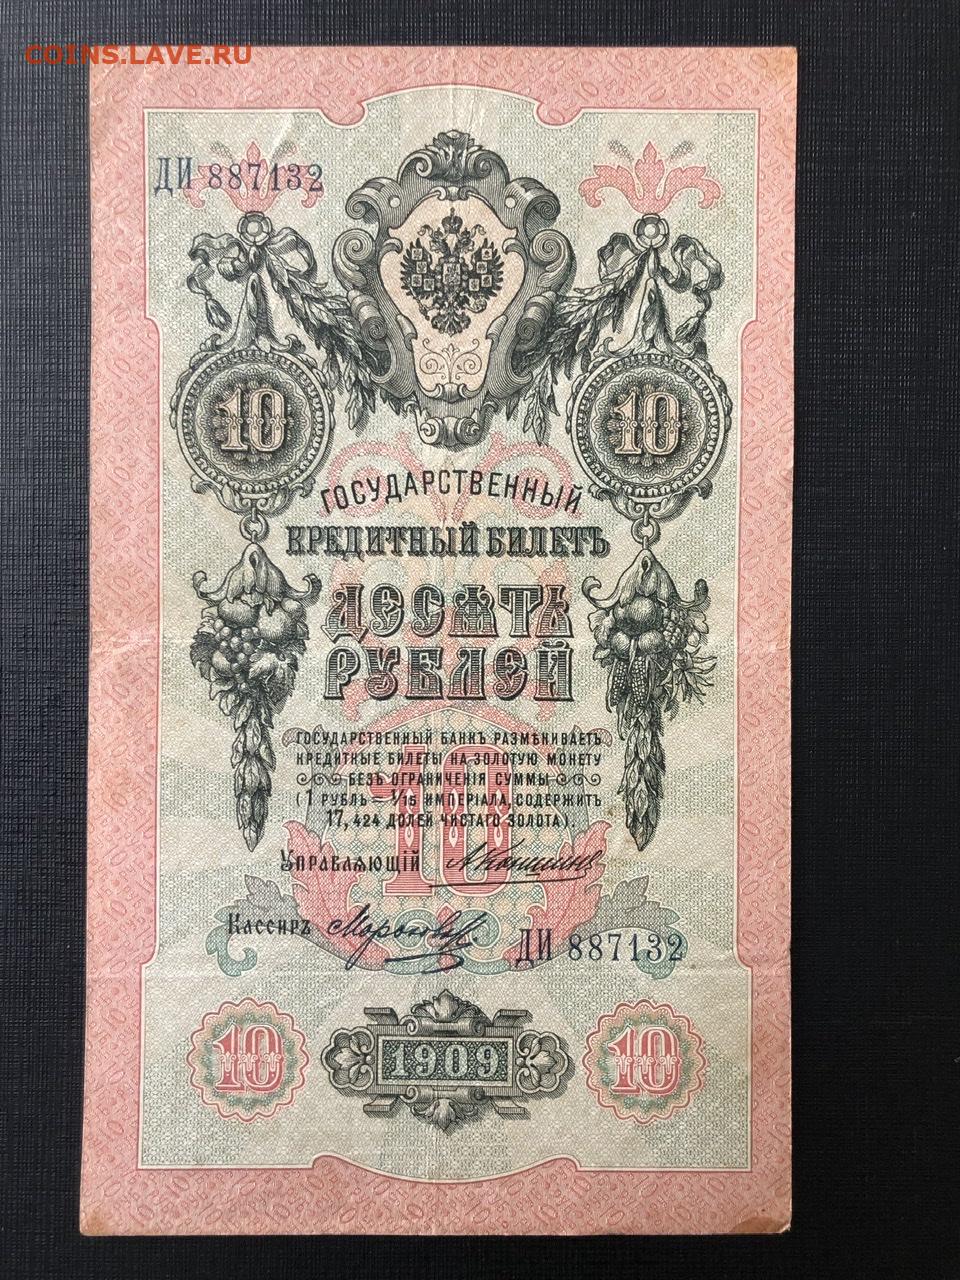 COINS.LAVE.RU
ДИ 887132
10 10
ГОСУДАРСТВЕННЫЙ
КРЕДИТНЫЙ БИЛЕТЪ
ДЕСЯТЬ
РУБЛЕЙ
ГОСУДАРСТВЕННЫЙ БАНКЪ РАЗМѢНИВАЕТЪ
КРЕДИТНЫЕ БИЛЕТЫ НА ЗОЛОТУЮ МОНЕТУ
БЕЗЪ ОГРАНИЧЕНІЯ СУММЫ
(1 РУБЛЬ = 1/15 ИМПЕРІАЛА, СОДЕРЖИТЪ
17,424 ДОЛЕЙ ЧИСТАГО ЗОЛОТА).
10
УПРАВЛЯЮЩІЙ А.Коншинъ
КАССИРЪ
ДИ 887132
10 1909 10